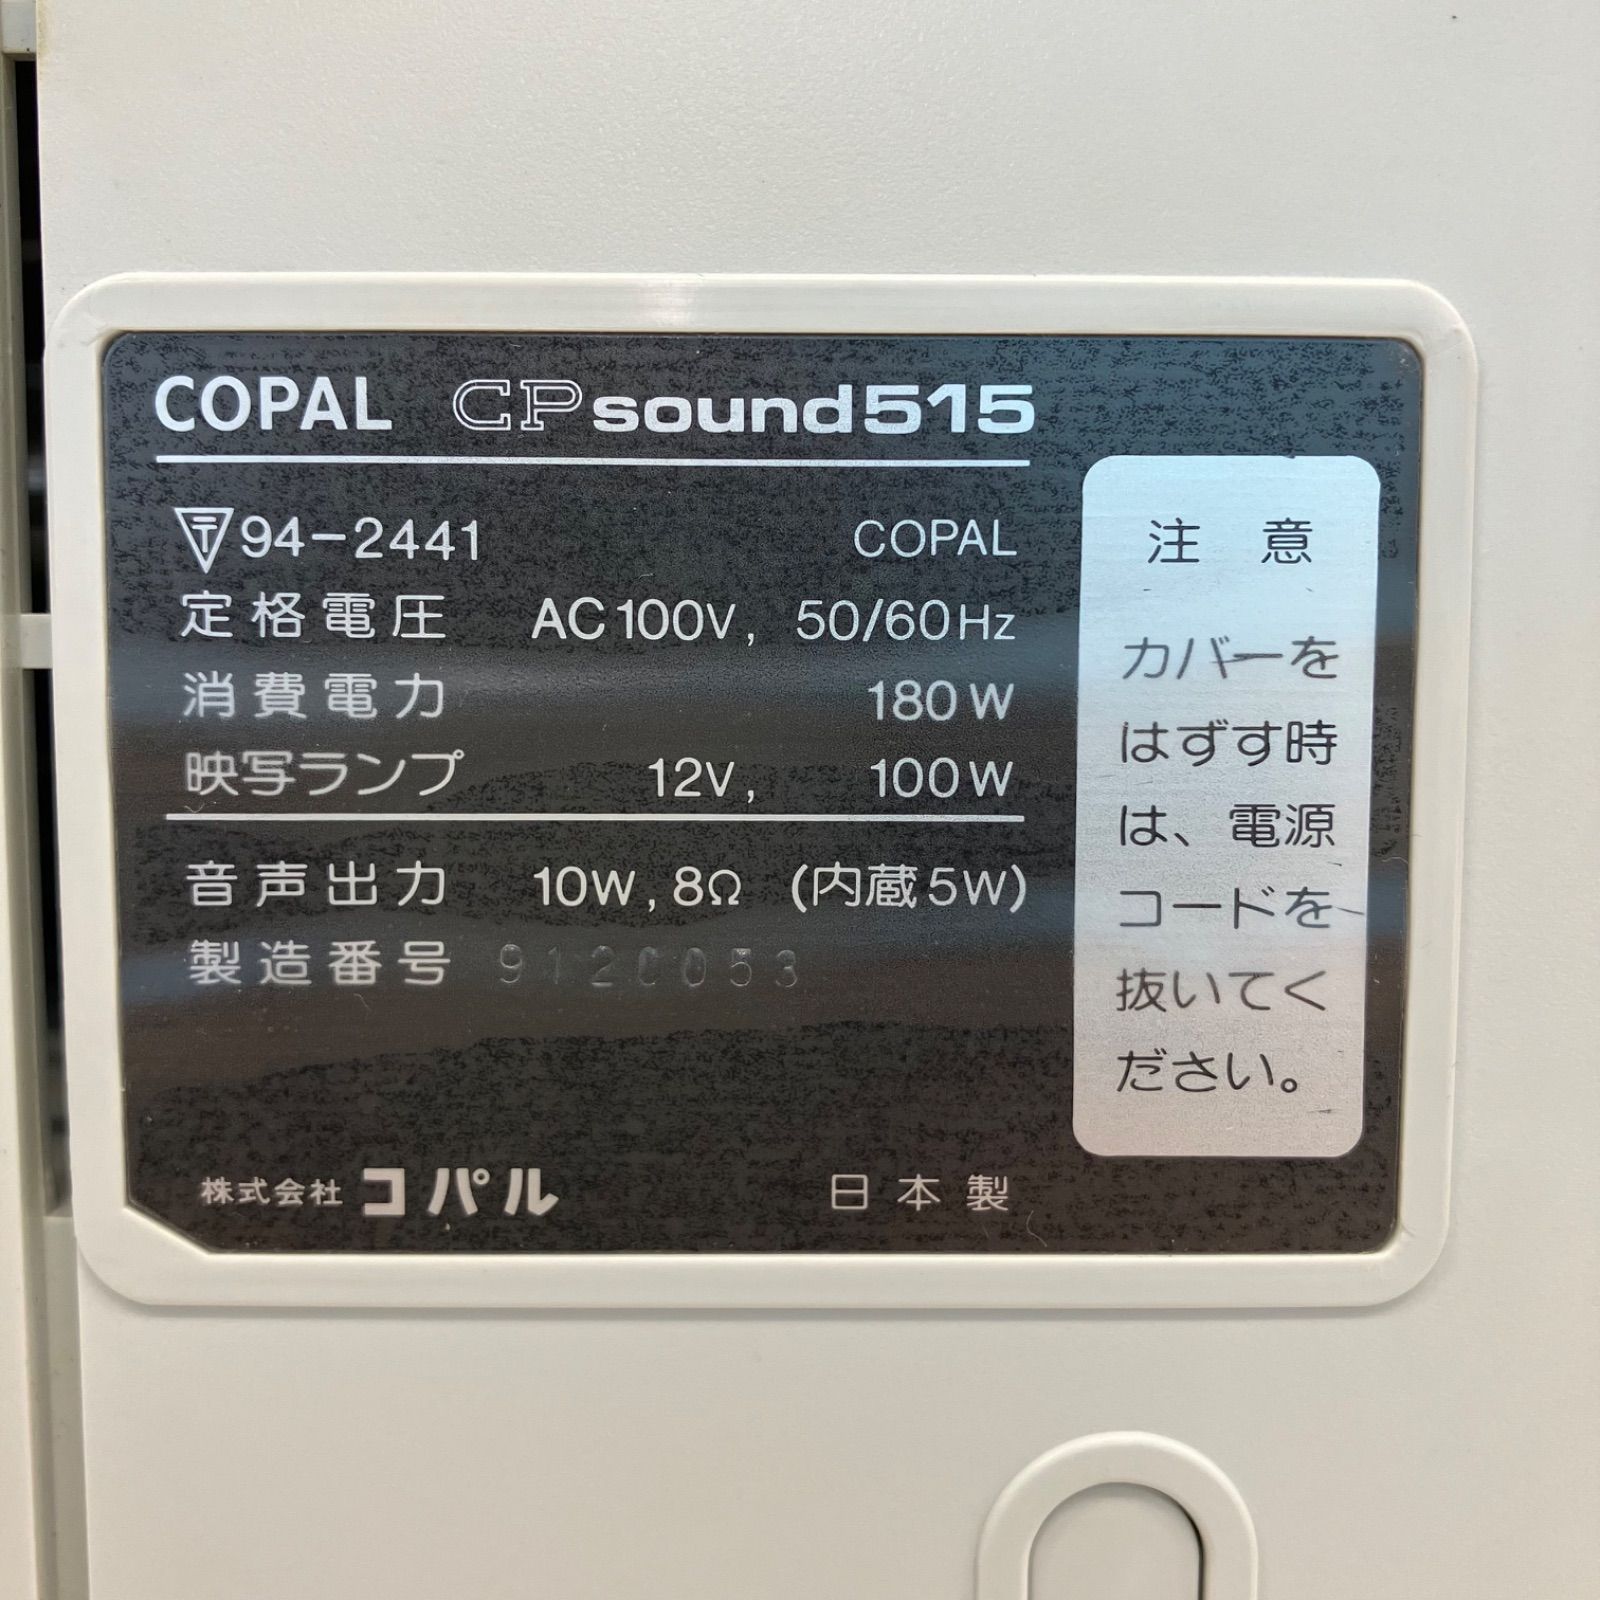 COPAL CP sound515
〒94-2441 COPAL
定格電圧 AC100V, 50/60Hz
消費電力 180W
映写ランプ 12V, 100W
音声出力 10W, 8Ω (内蔵5W)
製造番号 912C053
株式会社コパル 日本製
注意
カバーを
はずす時
は、電源
コードを
抜いてく
ださい。